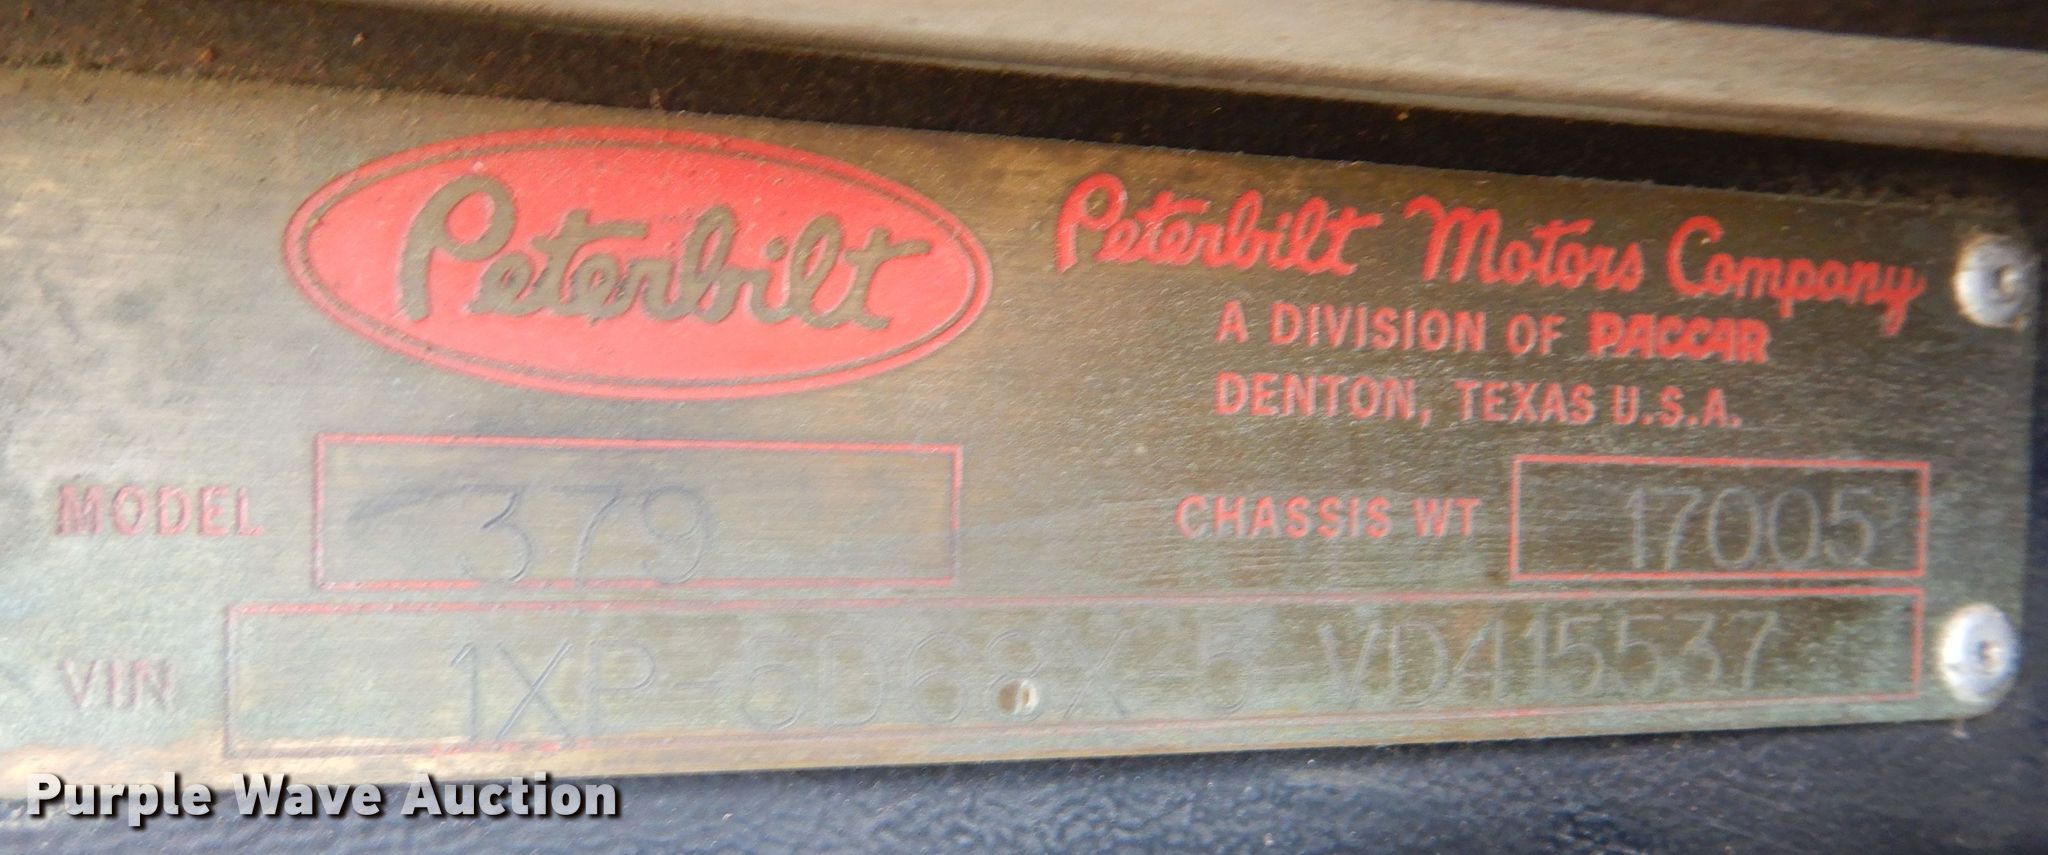 Peterbilt
Peterbilt Motors Company
A DIVISION OF PACCAR
DENTON, TEXAS U.S.A.
MODEL 379
CHASSIS WT 17005
VIN 1XP-5D68X-5-VD415537
Purple Wave Auction